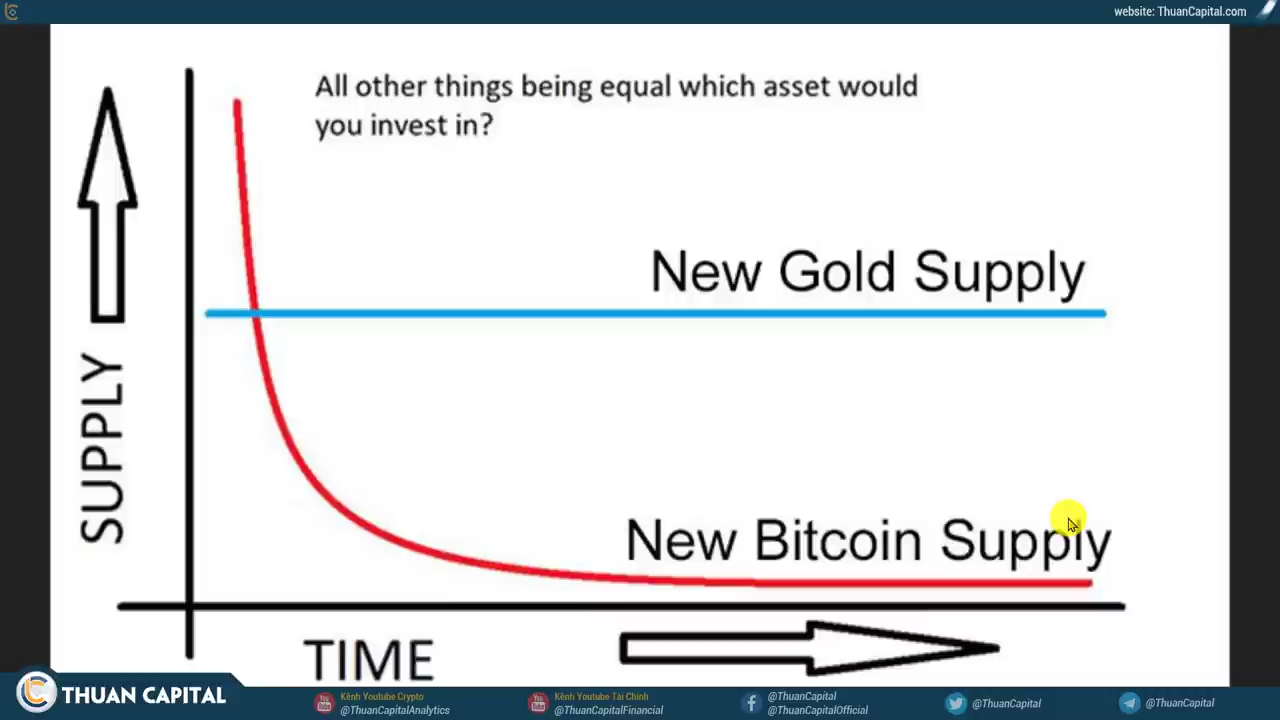 website: ThuanCapital.com
All other things being equal which asset would
you invest in?
New Gold Supply
SUPPLY
New Bitcoin Supply
TIME
THUAN CAPITAL
Kênh Youtube Crypto
@ThuanCapitalAnalytics
Kênh Youtube Tài Chính
@ThuanCapitalFinancial
@ThuanCapital
@ThuanCapitalOfficial
@ThuanCapital
@ThuanCapital